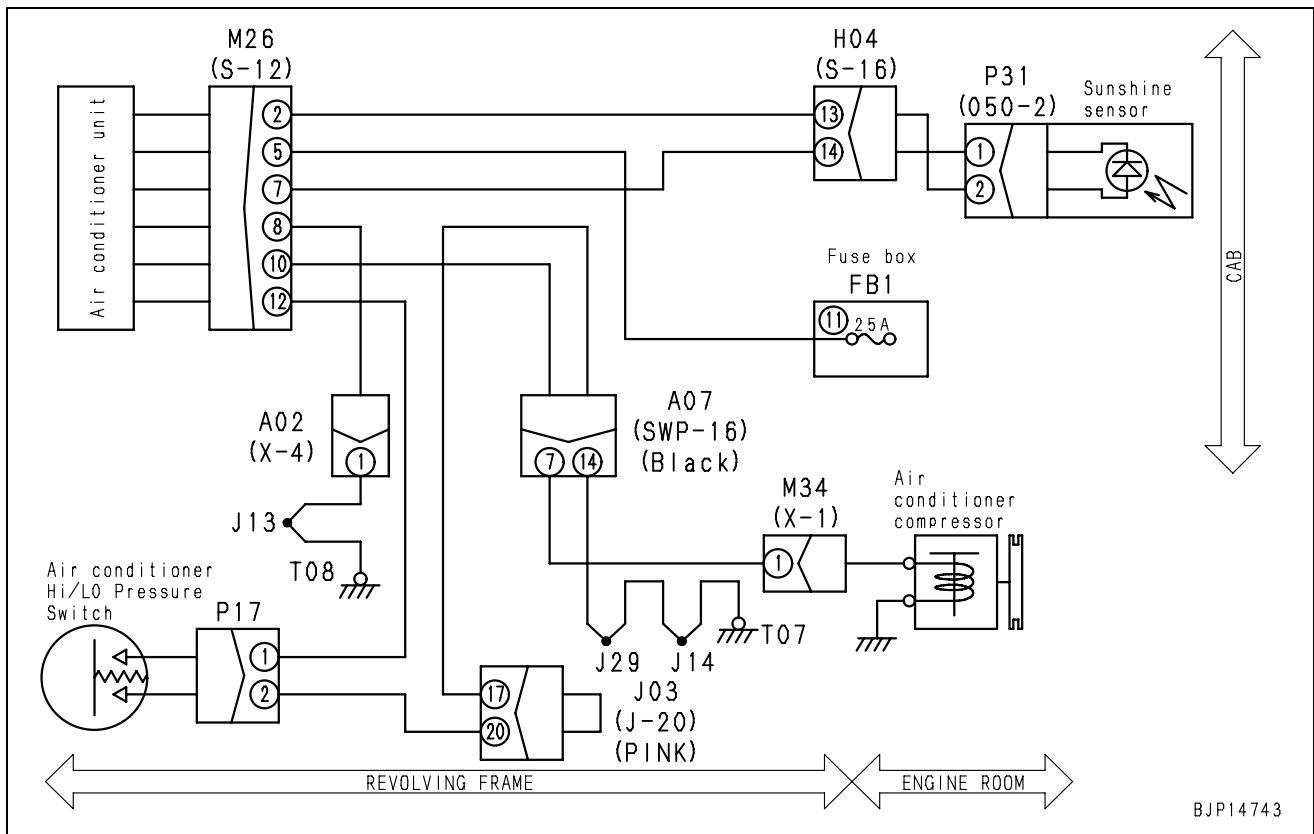 M26
(S-12)
H04
(S-16)
P31
(050-2)
Sunshine
sensor
Air conditioner unit
2
5
7
8
10
12
13
14
1
2
CAB
Fuse box
FB1
11
25A
A02
(X-4)
1
A07
(SWP-16)
(Black)
7
14
J13
T08
M34
(X-1)
1
Air
conditioner
compressor
Air conditioner
Hi/LO Pressure
Switch
P17
1
2
J29
J14
T07
17
20
J03
(J-20)
(PINK)
REVOLVING FRAME
ENGINE ROOM
BJP14743